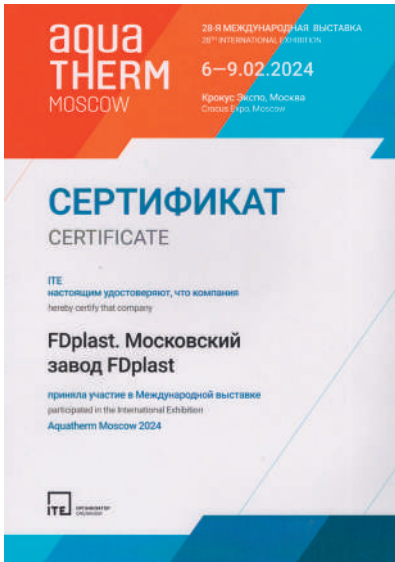 aqua
THERM
MOSCOW
28-Я МЕЖДУНАРОДНАЯ ВЫСТАВКА
28TH INTERNATIONAL EXHIBITION
6—9.02.2024
Крокус Экспо, Москва
Crocus Expo, Moscow
СЕРТИФИКАТ
CERTIFICATE
ITE
настоящим удостоверяют, что компания
hereby certify that company
FDplast. Московский
завод FDplast
приняла участие в Международной выставке
participated in the International Exhibition
Aquatherm Moscow 2024
ITE
ОРГАНИЗАТОР
ORGANISER